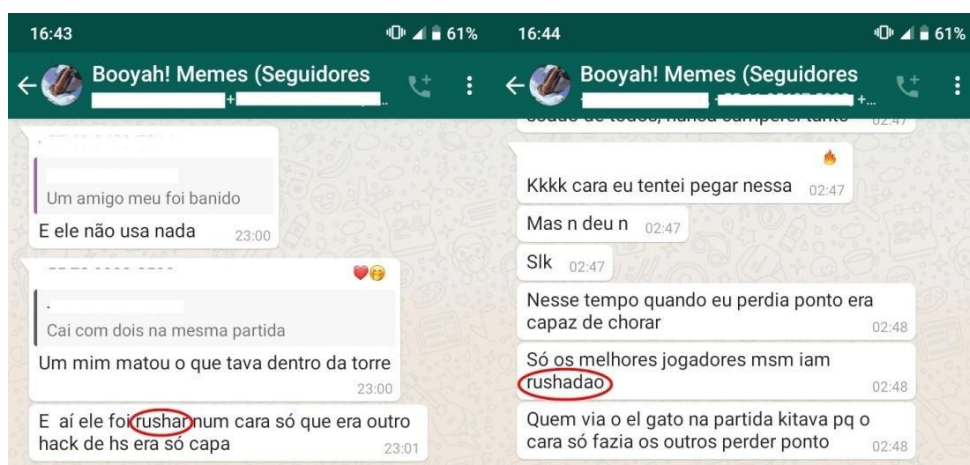 16:43
61%
Booyah! Memes (Seguidores
+
Um amigo meu foi banido
E ele não usa nada 23:00
Cai com dois na mesma partida
Um mim matou o que tava dentro da torre
23:00
E aí ele foi rushar num cara só que era outro
hack de hs era só capa 23:01
16:44
61%
Booyah! Memes (Seguidores
+...
02:47
Kkkk cara eu tentei pegar nessa 02:47
Mas n deu n 02:47
Slk 02:47
Nesse tempo quando eu perdia ponto era
capaz de chorar 02:48
Só os melhores jogadores msm iam
rushadao 02:48
Quem via o el gato na partida kitava pq o
cara só fazia os outros perder ponto 02:48